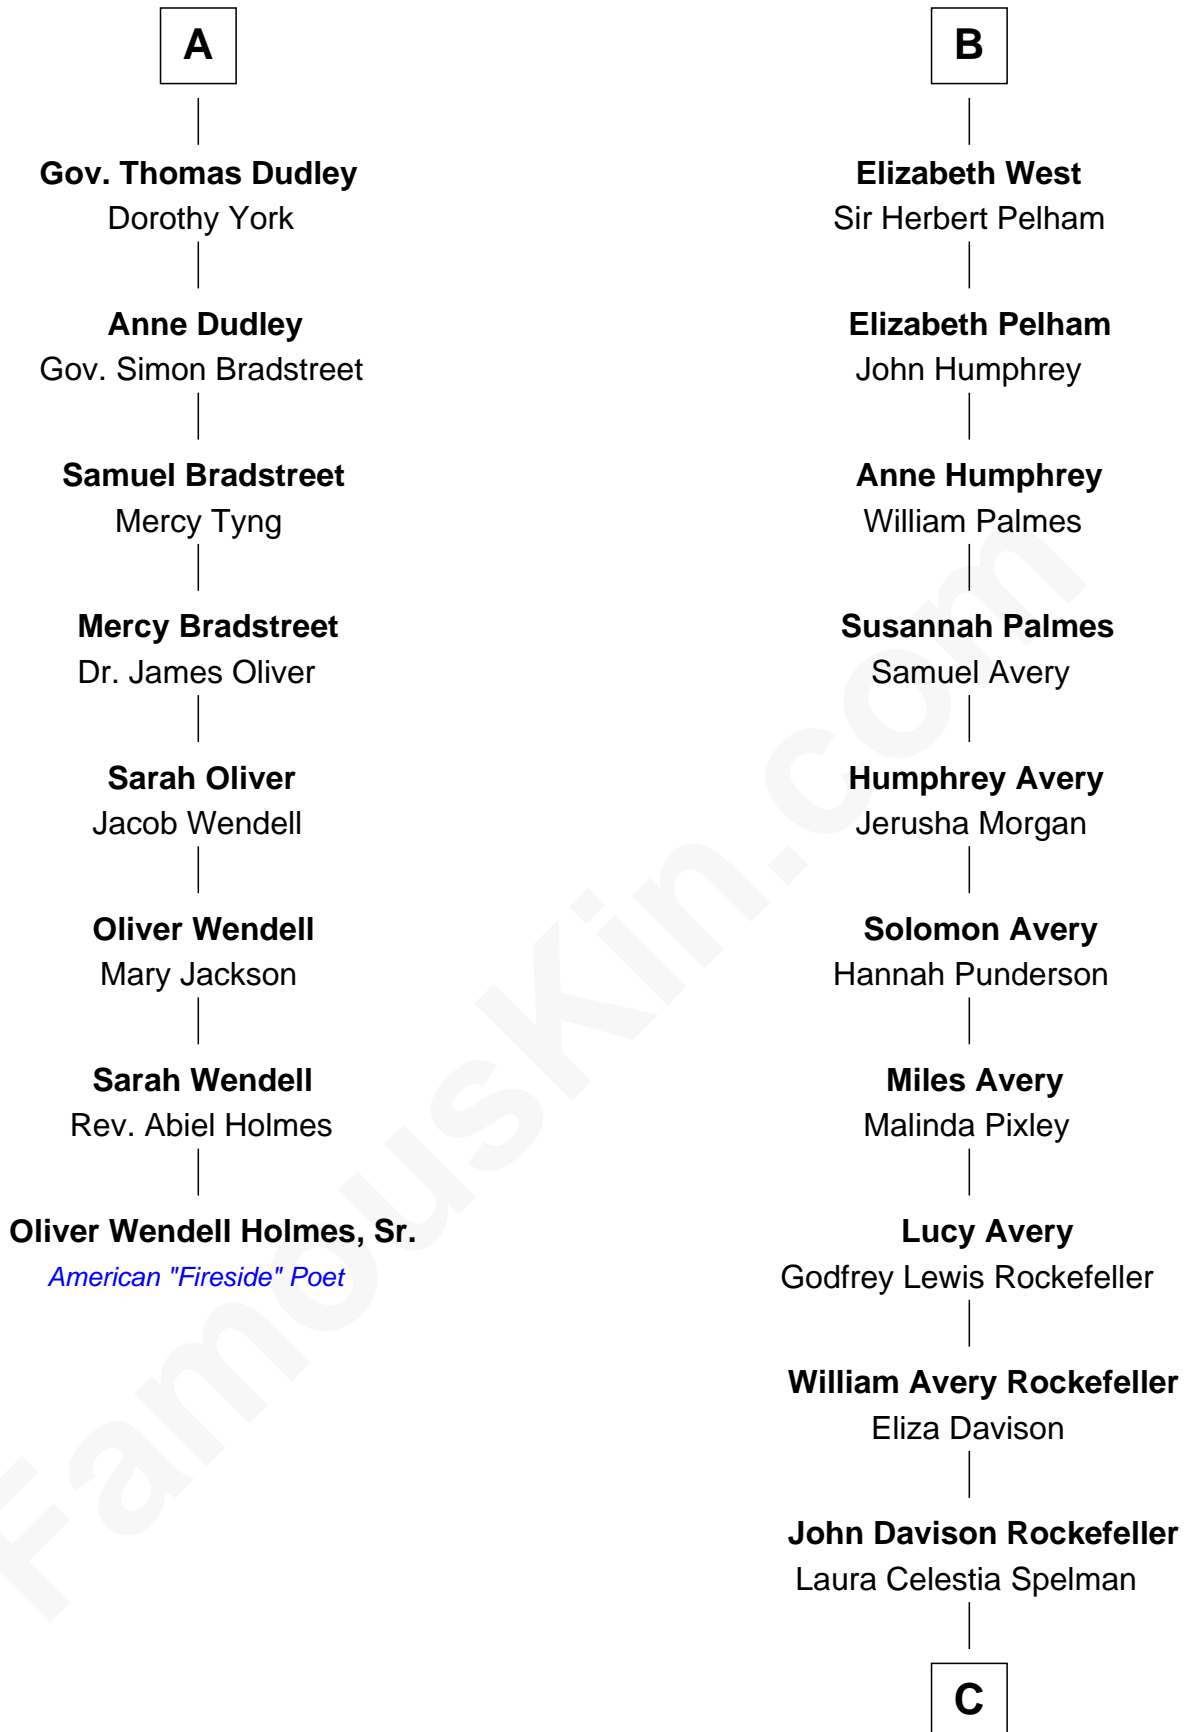 A
Gov. Thomas Dudley
Dorothy York
Anne Dudley
Gov. Simon Bradstreet
Samuel Bradstreet
Mercy Tyng
Mercy Bradstreet
Dr. James Oliver
Sarah Oliver
Jacob Wendell
Oliver Wendell
Mary Jackson
Sarah Wendell
Rev. Abiel Holmes
Oliver Wendell Holmes, Sr.
American "Fireside" Poet
B
Elizabeth West
Sir Herbert Pelham
Elizabeth Pelham
John Humphrey
Anne Humphrey
William Palmes
Susannah Palmes
Samuel Avery
Humphrey Avery
Jerusha Morgan
Solomon Avery
Hannah Punderson
Miles Avery
Malinda Pixley
Lucy Avery
Godfrey Lewis Rockefeller
William Avery Rockefeller
Eliza Davison
John Davison Rockefeller
Laura Celestia Spelman
C
FamousKin.com